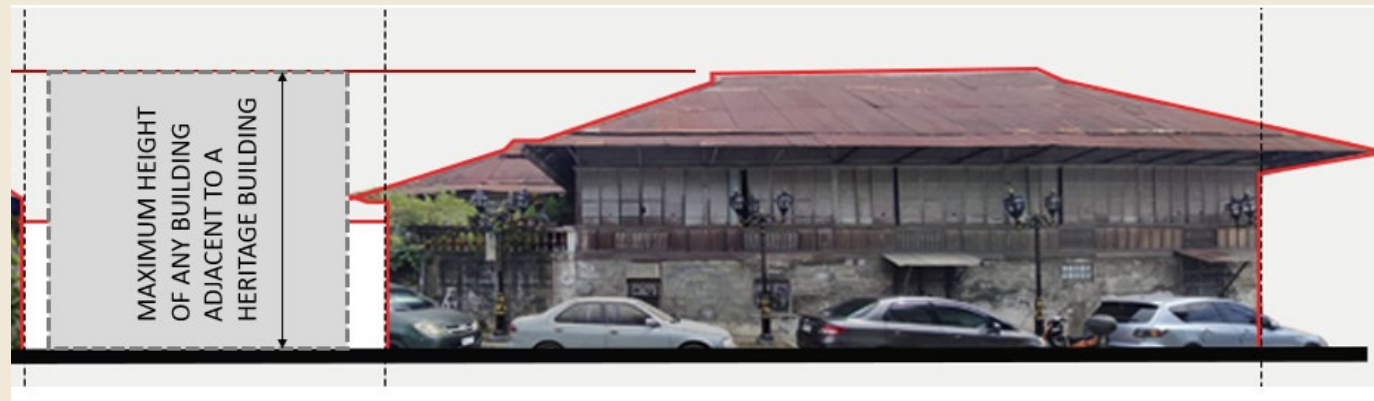 MAXIMUM HEIGHT
OF ANY BUILDING
ADJACENT TO A
HERITAGE BUILDING